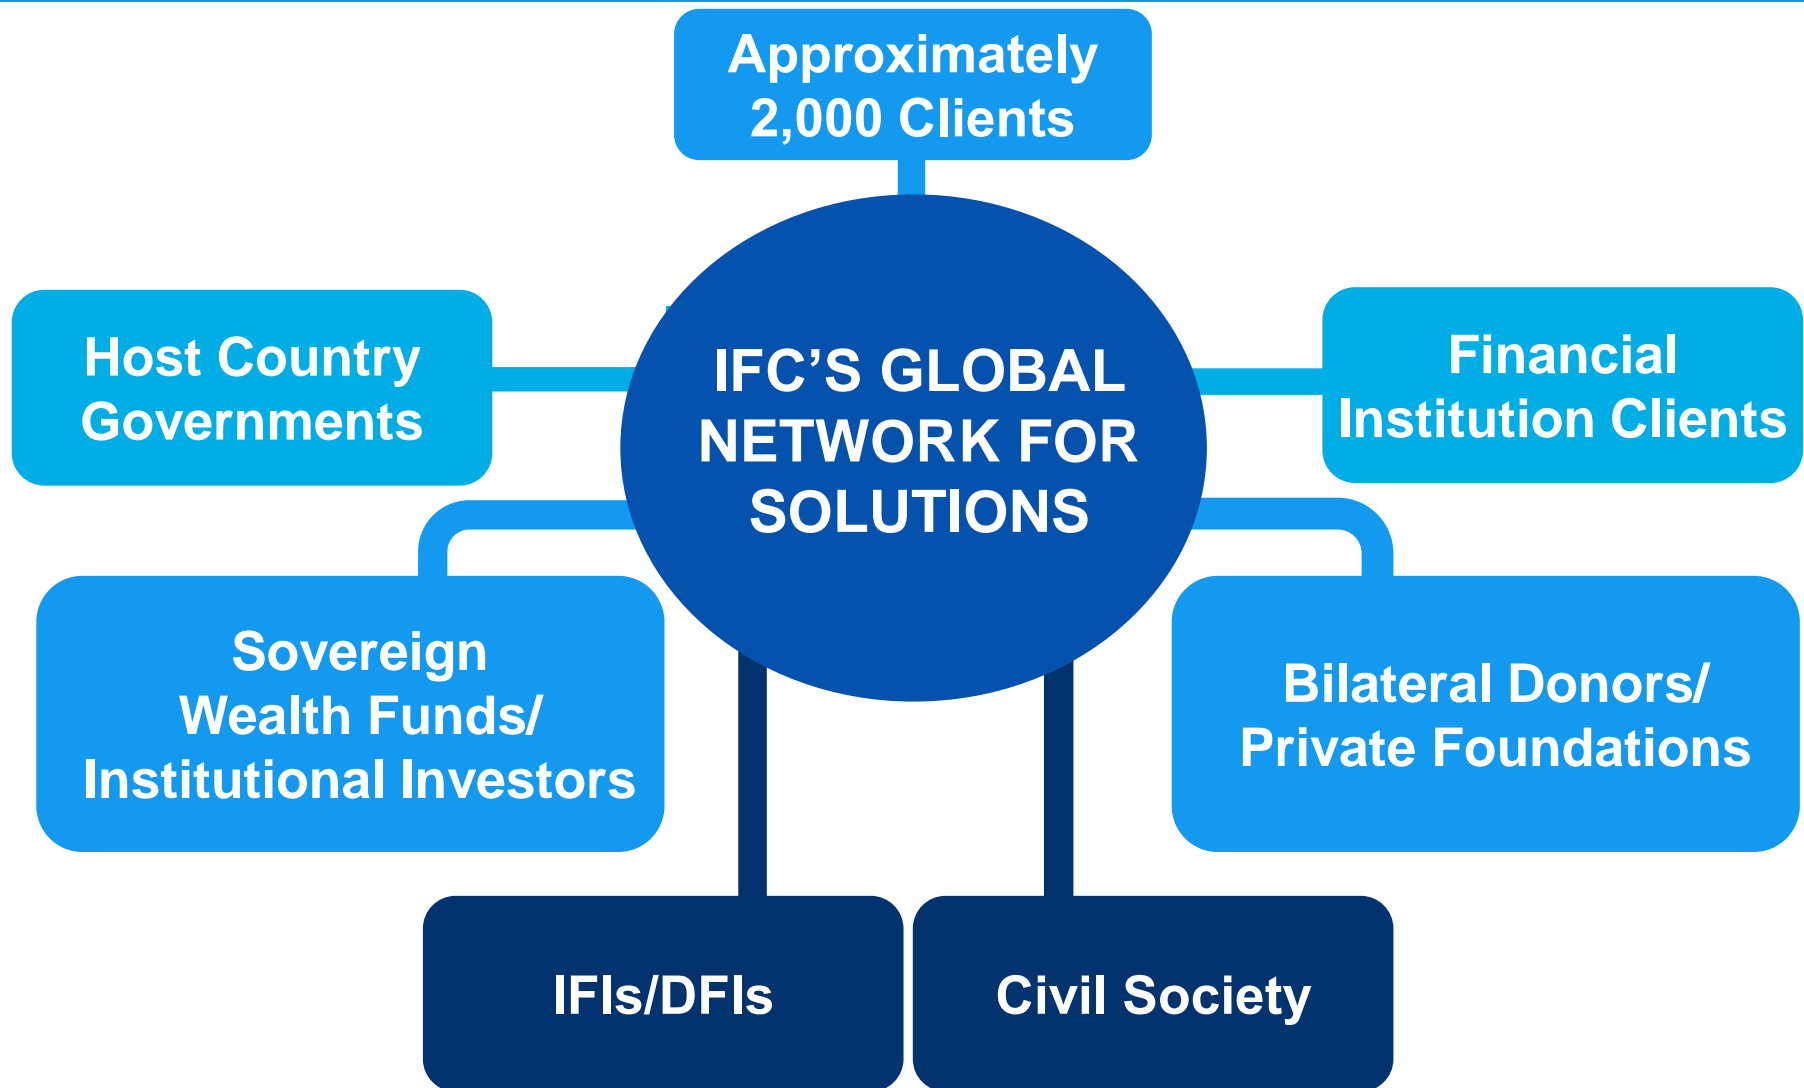 Approximately
2,000 Clients
Host Country
Governments
IFC’S GLOBAL
NETWORK FOR
SOLUTIONS
Financial
Institution Clients
Sovereign
Wealth Funds/
Institutional Investors
Bilateral Donors/
Private Foundations
IFIs/DFIs
Civil Society